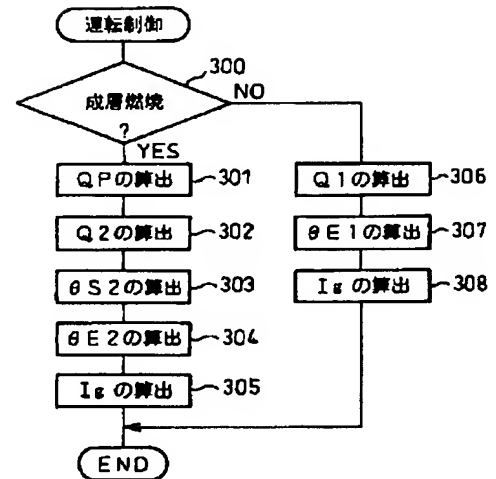 運転制御
300
成層燃焼
?
NO
YES
QPの算出 301
Q2の算出 302
θS2の算出 303
θE2の算出 304
Igの算出 305
Q1の算出 306
θE1の算出 307
Igの算出 308
END